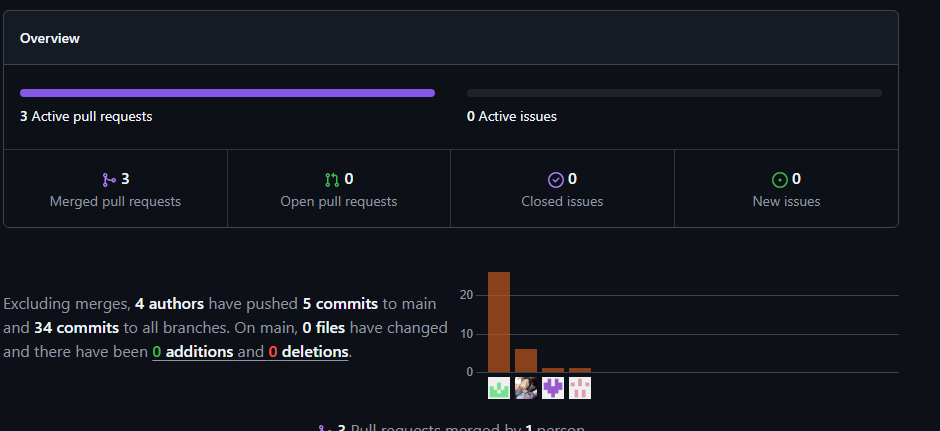 Overview
3 Active pull requests
0 Active issues
3
Merged pull requests
0
Open pull requests
0
Closed issues
0
New issues
Excluding merges, 4 authors have pushed 5 commits to main
and 34 commits to all branches. On main, 0 files have changed
and there have been 0 additions and 0 deletions.
20
10
0
3 Pull requests merged by 1 person